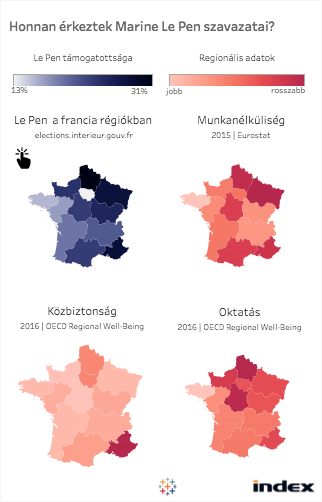 Honnan érkeztek Marine Le Pen szavazatai?
Le Pen támogatottsága
Regionális adatok
13%
31%
jobb
rosszabb
Le Pen a francia régiókban
elections.interieur.gouv.fr
Munkanélküliség
2015 | Eurostat
Közbiztonság
2016 | OECD Regional Well-Being
Oktatás
2016 | OECD Regional Well-Being
index